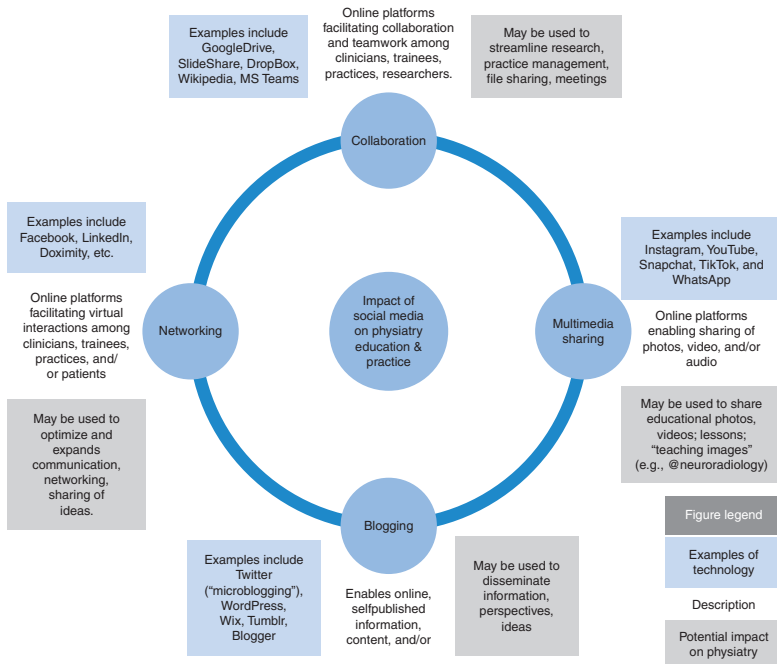 Examples include
GoogleDrive,
SlideShare, DropBox,
Wikipedia, MS Teams
Online platforms
facilitating collaboration
and teamwork among
clinicians, trainees,
practices, researchers.
May be used to
streamline research,
practice management,
file sharing, meetings
Collaboration
Examples include
Facebook, LinkedIn,
Doximity, etc.
Online platforms
facilitating virtual
interactions among
clinicians, trainees,
practices, and/
or patients
May be used to
optimize and
expands
communication,
networking,
sharing of
ideas.
Networking
Impact of
social media
on physiatry
education &
practice
Multimedia
sharing
Examples include
Instagram, YouTube,
Snapchat, TikTok, and
WhatsApp
Online platforms
enabling sharing of
photos, video, and/or
audio
May be used to share
educational photos,
videos; lessons;
“teaching images”
(e.g., @neuroradiology)
Blogging
Examples include
Twitter
(“microblogging”),
WordPress,
Wix, Tumblr,
Blogger
Enables online,
selfpublished
information,
content, and/or
May be used to
disseminate
information,
perspectives,
ideas
Figure legend
Examples of
technology
Description
Potential impact
on physiatry